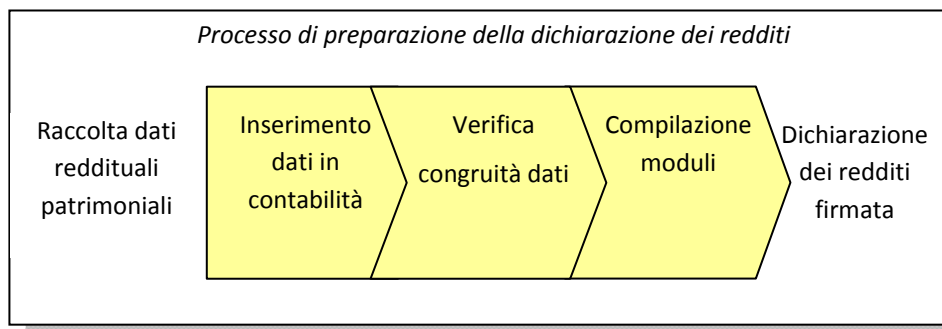 Processo di preparazione della dichiarazione dei redditi
Raccolta dati
reddituali
patrimoniali
Inserimento
dati in
contabilità
Verifica
congruità dati
Compilazione
moduli
Dichiarazione
dei redditi
firmata